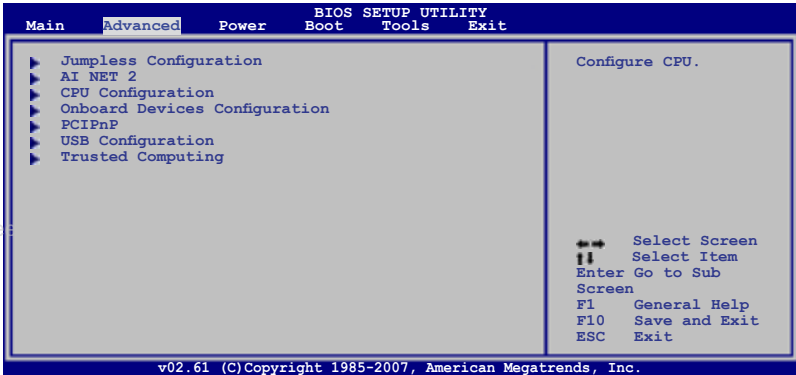 BIOS SETUP UTILITY
Main Advanced Power Boot Tools Exit
Jumpless Configuration
AI NET 2
CPU Configuration
Onboard Devices Configuration
PCIPnP
USB Configuration
Trusted Computing
Configure CPU.
←→ Select Screen
↑↓ Select Item
Enter Go to Sub
Screen
F1 General Help
F10 Save and Exit
ESC Exit
v02.61 (C)Copyright 1985-2007, American Megatrends, Inc.